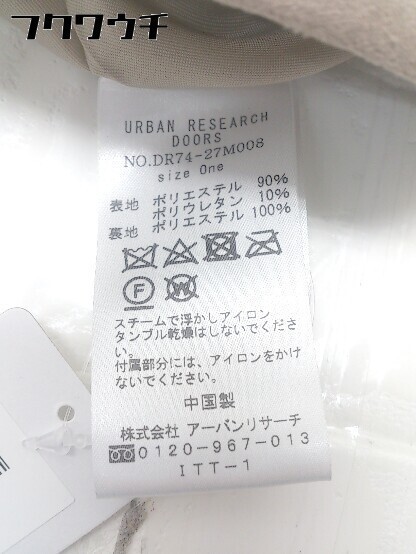 フクワウチ
URBAN RESEARCH
DOORS
NO.DR74-27M008
size One
表地 ポリエステル 90%
ポリウレタン 10%
裏地 ポリエステル 100%
F W
スチームで浮かしアイロン
タンブル乾燥はしないでくださ
い。
付属部分には、アイロンをかけ
ないでください。
中国製
株式会社 アーバンリサーチ
0120-967-013
ITT-1